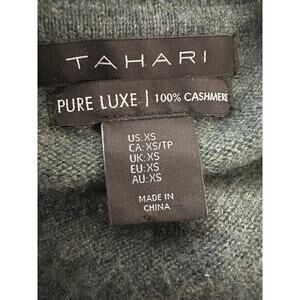 TAHARI
PURE LUXE | 100% CASHMERE
US: XS
CA: XS/TP
UK: XS
EU: XS
AU: XS
MADE IN
CHINA